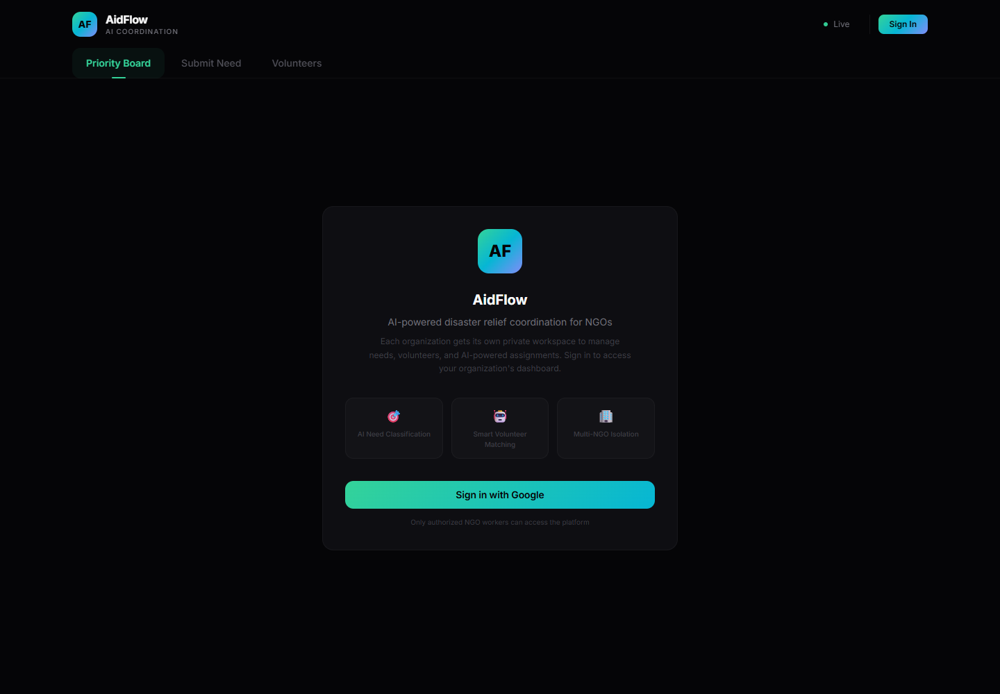 AF
AidFlow
AI COORDINATION
Live
Sign In
Priority Board
Submit Need
Volunteers
AF
AidFlow
AI-powered disaster relief coordination for NGOs
Each organization gets its own private workspace to manage
needs, volunteers, and AI-powered assignments. Sign in to access
your organization's dashboard.
AI Need Classification
Smart Volunteer
Matching
Multi-NGO Isolation
Sign in with Google
Only authorized NGO workers can access the platform